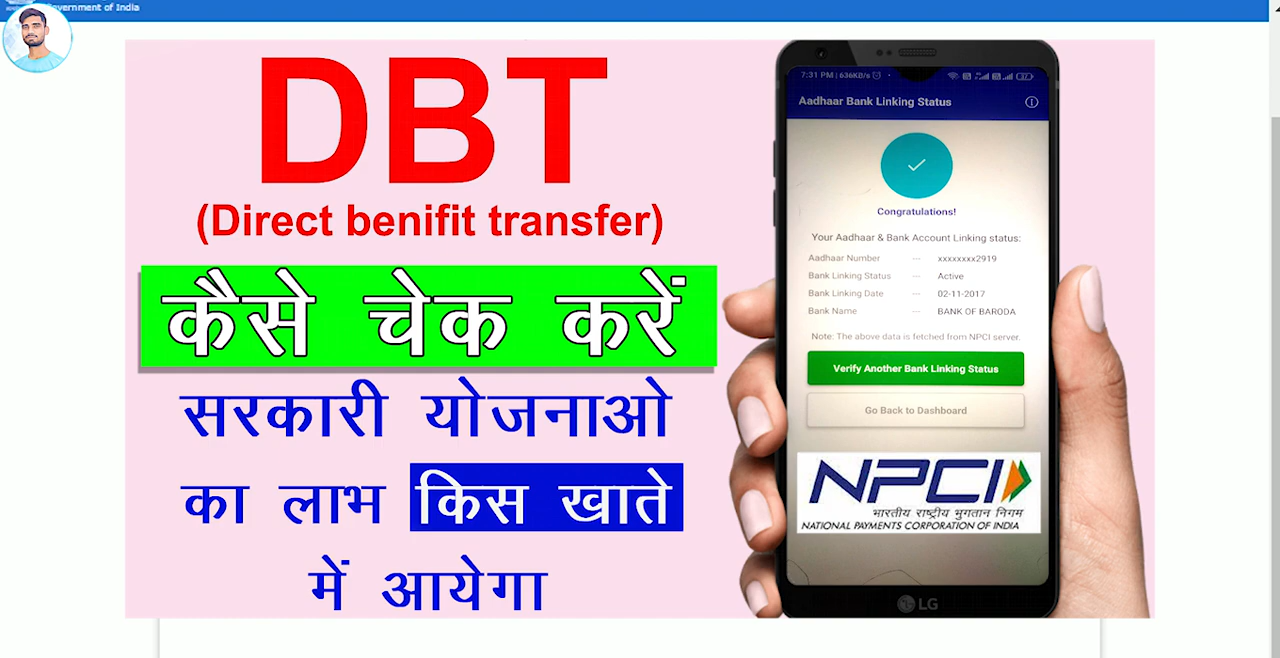 Government of India
DBT
(Direct benifit transfer)
कैसे चेक करें
सरकारी योजनाओ
का लाभ किस खाते
में आयेगा
7:31 PM | 636KB/s
37
Aadhaar Bank Linking Status
Congratulations!
Your Aadhaar & Bank Account Linking status:
Aadhaar Number --- xxxxxxxx2919
Bank Linking Status --- Active
Bank Linking Date --- 02-11-2017
Bank Name --- BANK OF BARODA
Note: The above data is fetched from NPCI server.
Verify Another Bank Linking Status
Go Back to Dashboard
NPCI
भारतीय राष्ट्रीय भुगतान निगम
NATIONAL PAYMENTS CORPORATION OF INDIA
LG